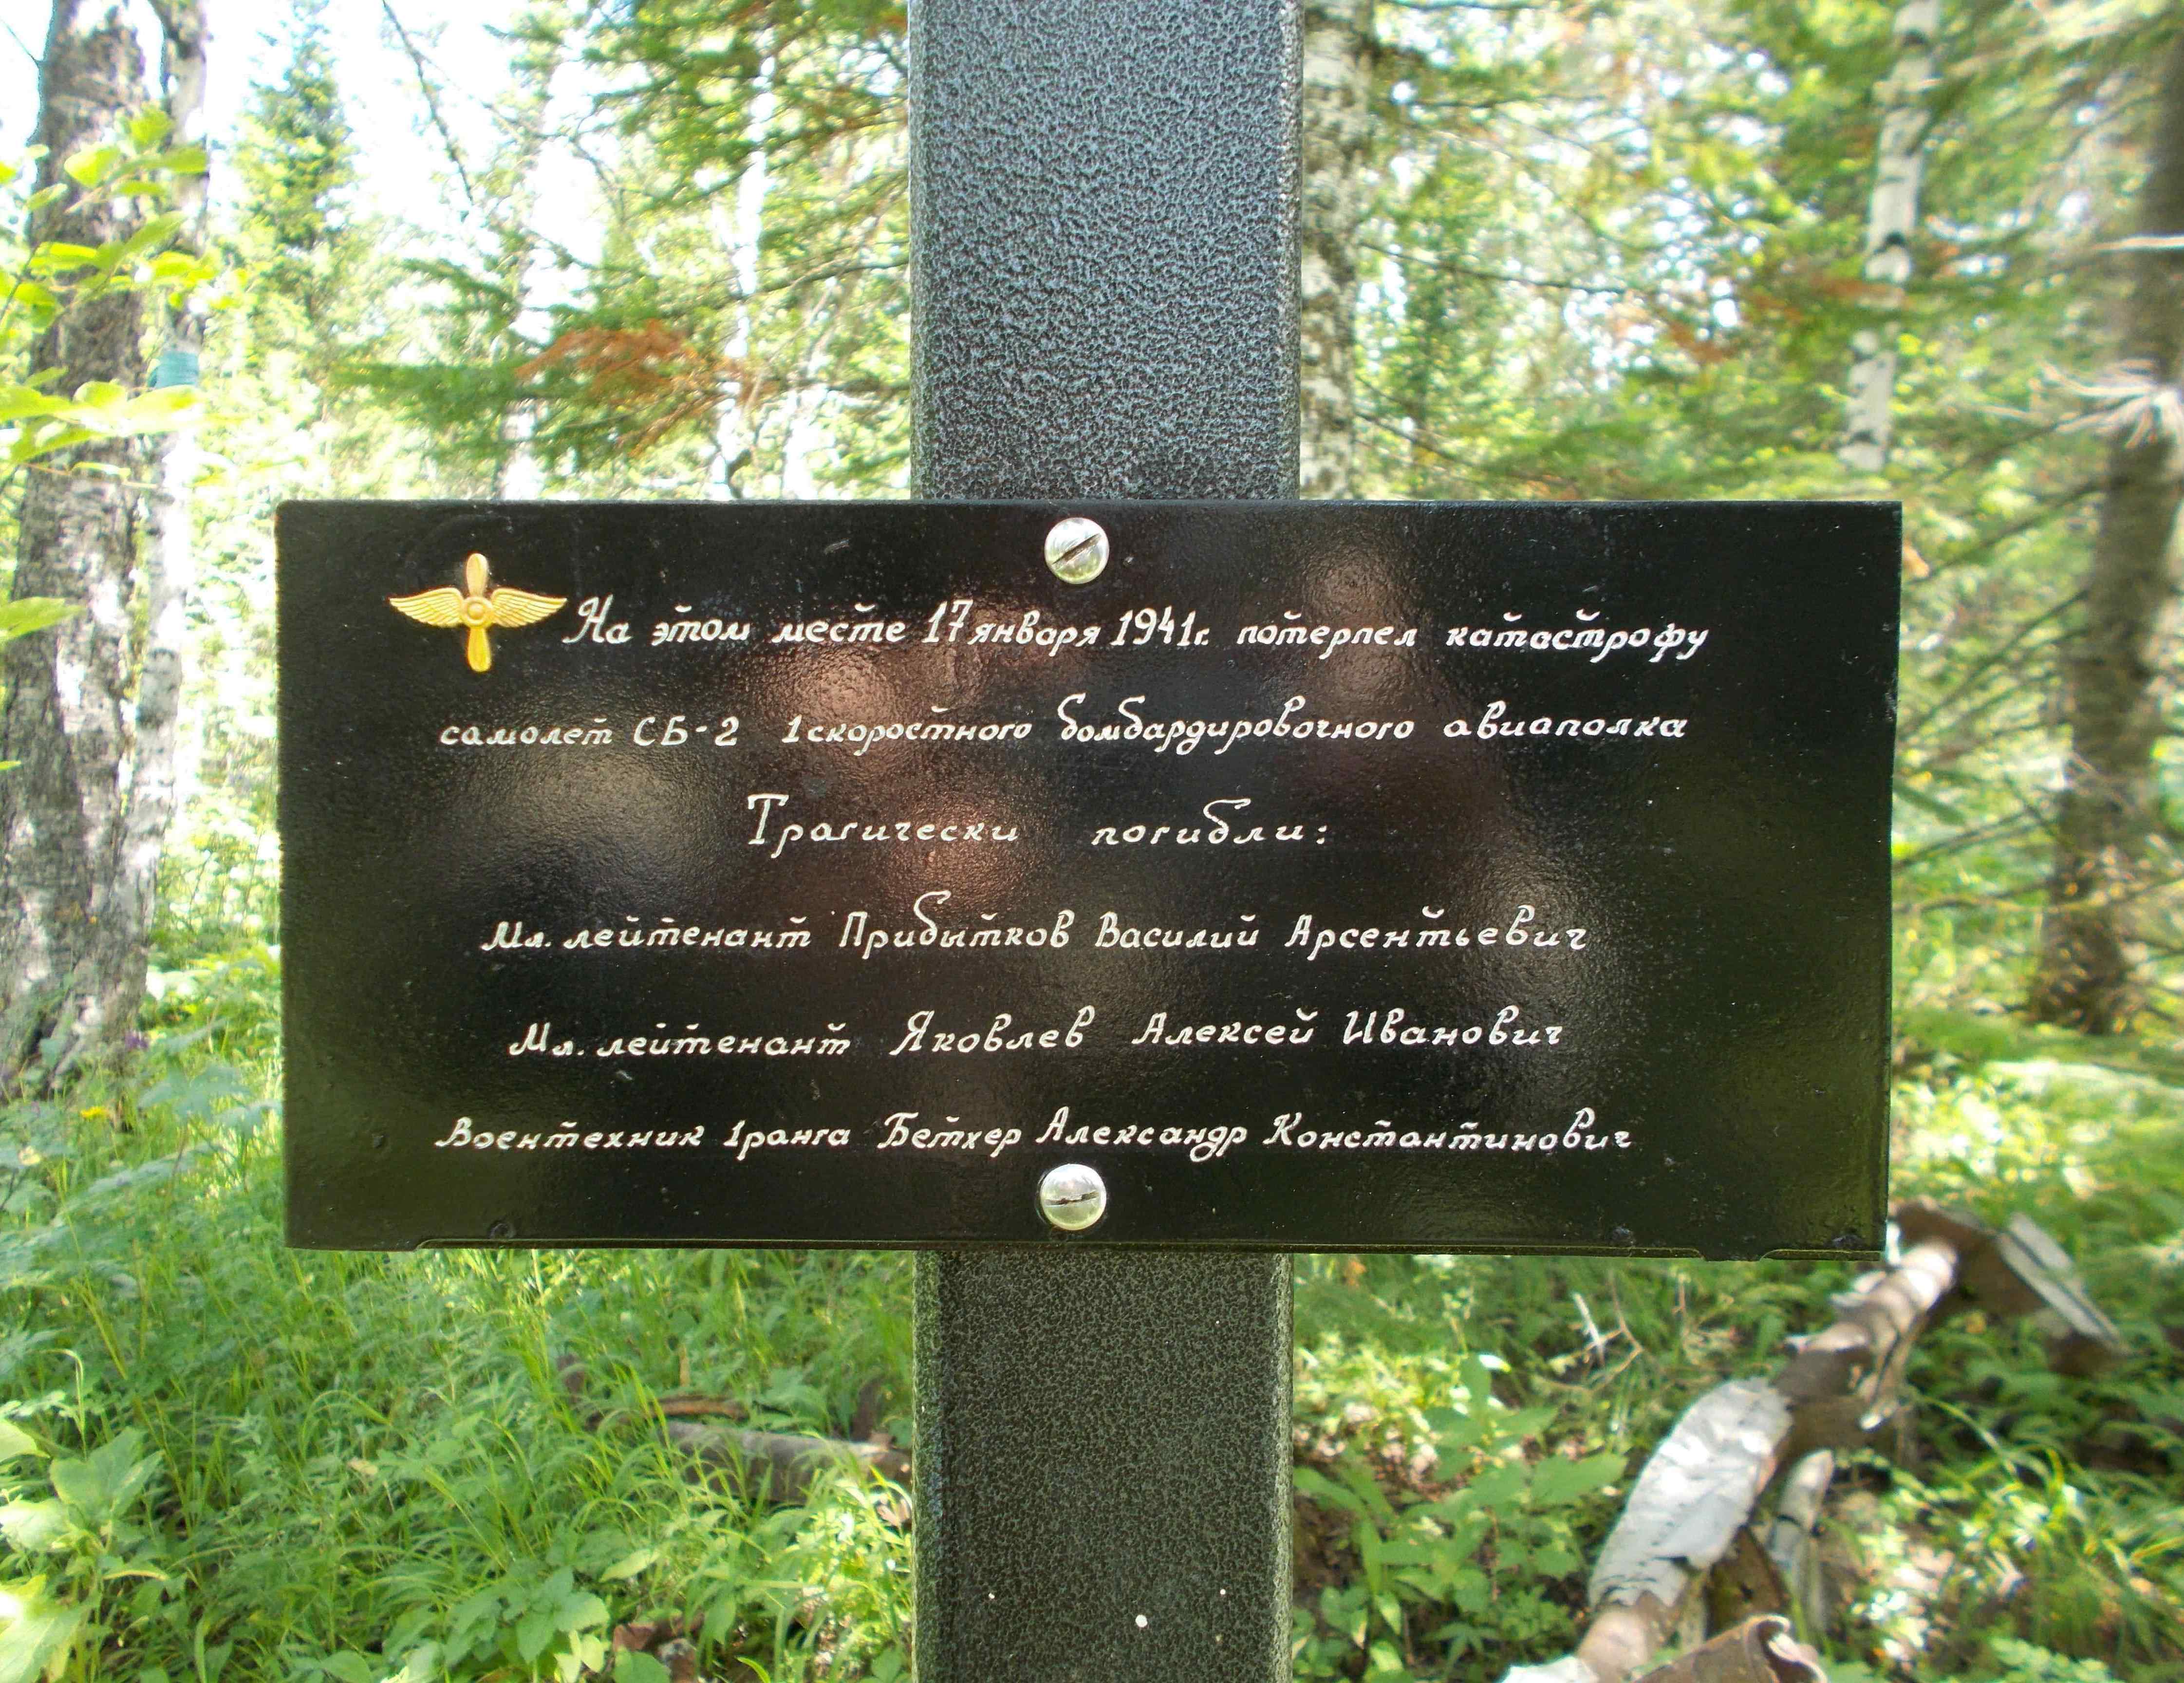 На этом месте 17 января 1941г. потерпел катастрофу
самолет СБ-2 1скоростного бомбардировочного авиаполка
Трагически погибли:
Мл. лейтенант Прибытков Василий Арсентьевич
Мл. лейтенант Яковлев Алексей Иванович
Воентехник 1ранга Бетхер Александр Константинович